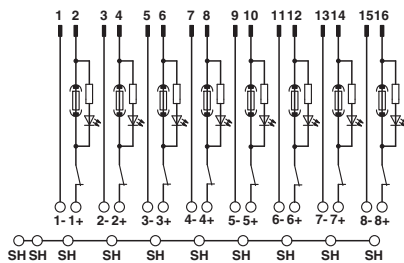 1 2 3 4 5 6 7 8 9 10 11 12 13 14 15 16
1- 1+ 2- 2+ 3- 3+ 4- 4+ 5- 5+ 6- 6+ 7- 7+ 8- 8+
SH SH SH SH SH SH SH SH SH